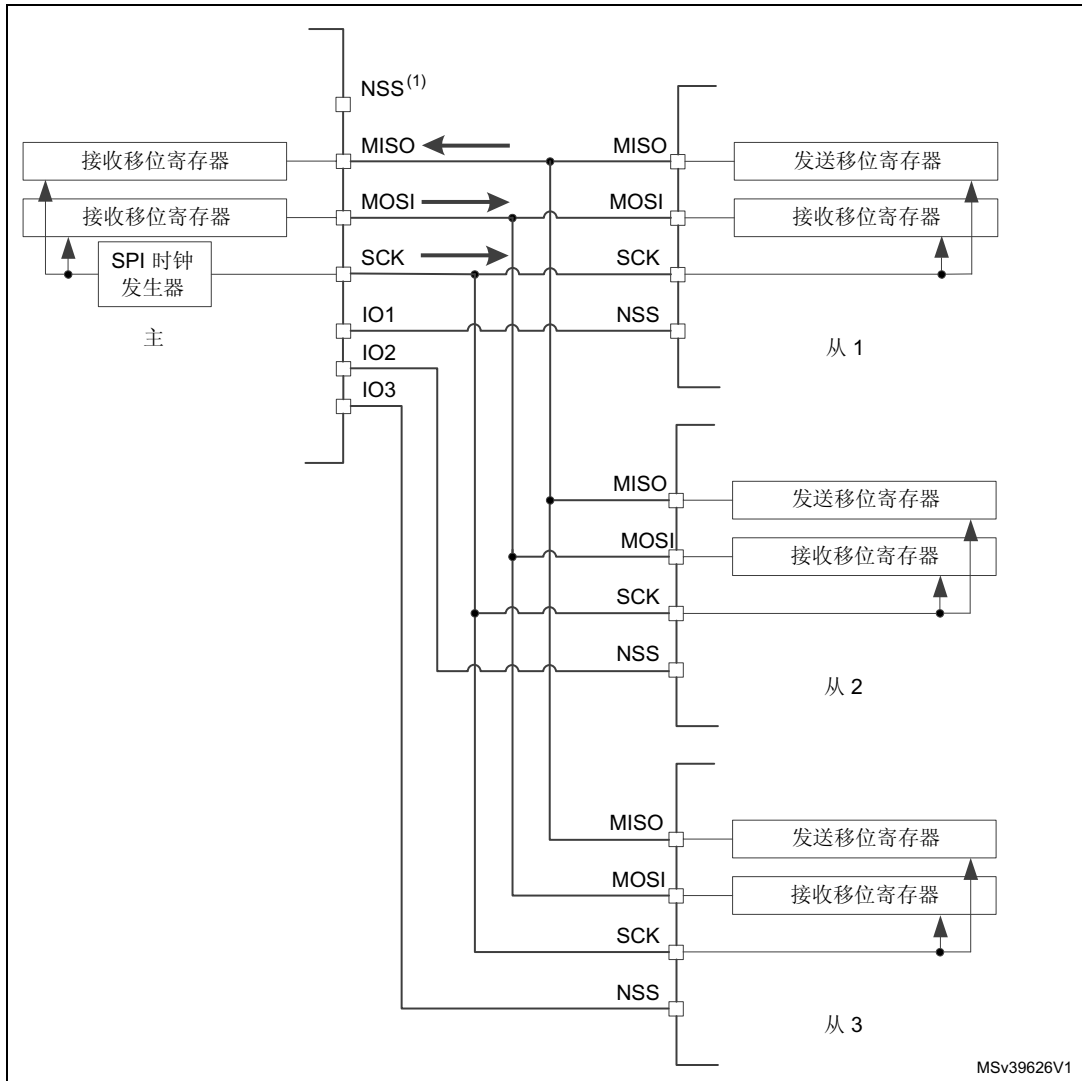 NSS(1)
MISO
MOSI
SCK
IO1
IO2
IO3
接收移位寄存器
接收移位寄存器
SPI 时钟
发生器
主
MISO
MOSI
SCK
NSS
发送移位寄存器
接收移位寄存器
从 1
MISO
MOSI
SCK
NSS
发送移位寄存器
接收移位寄存器
从 2
MISO
MOSI
SCK
NSS
发送移位寄存器
接收移位寄存器
从 3
MSv39626V1